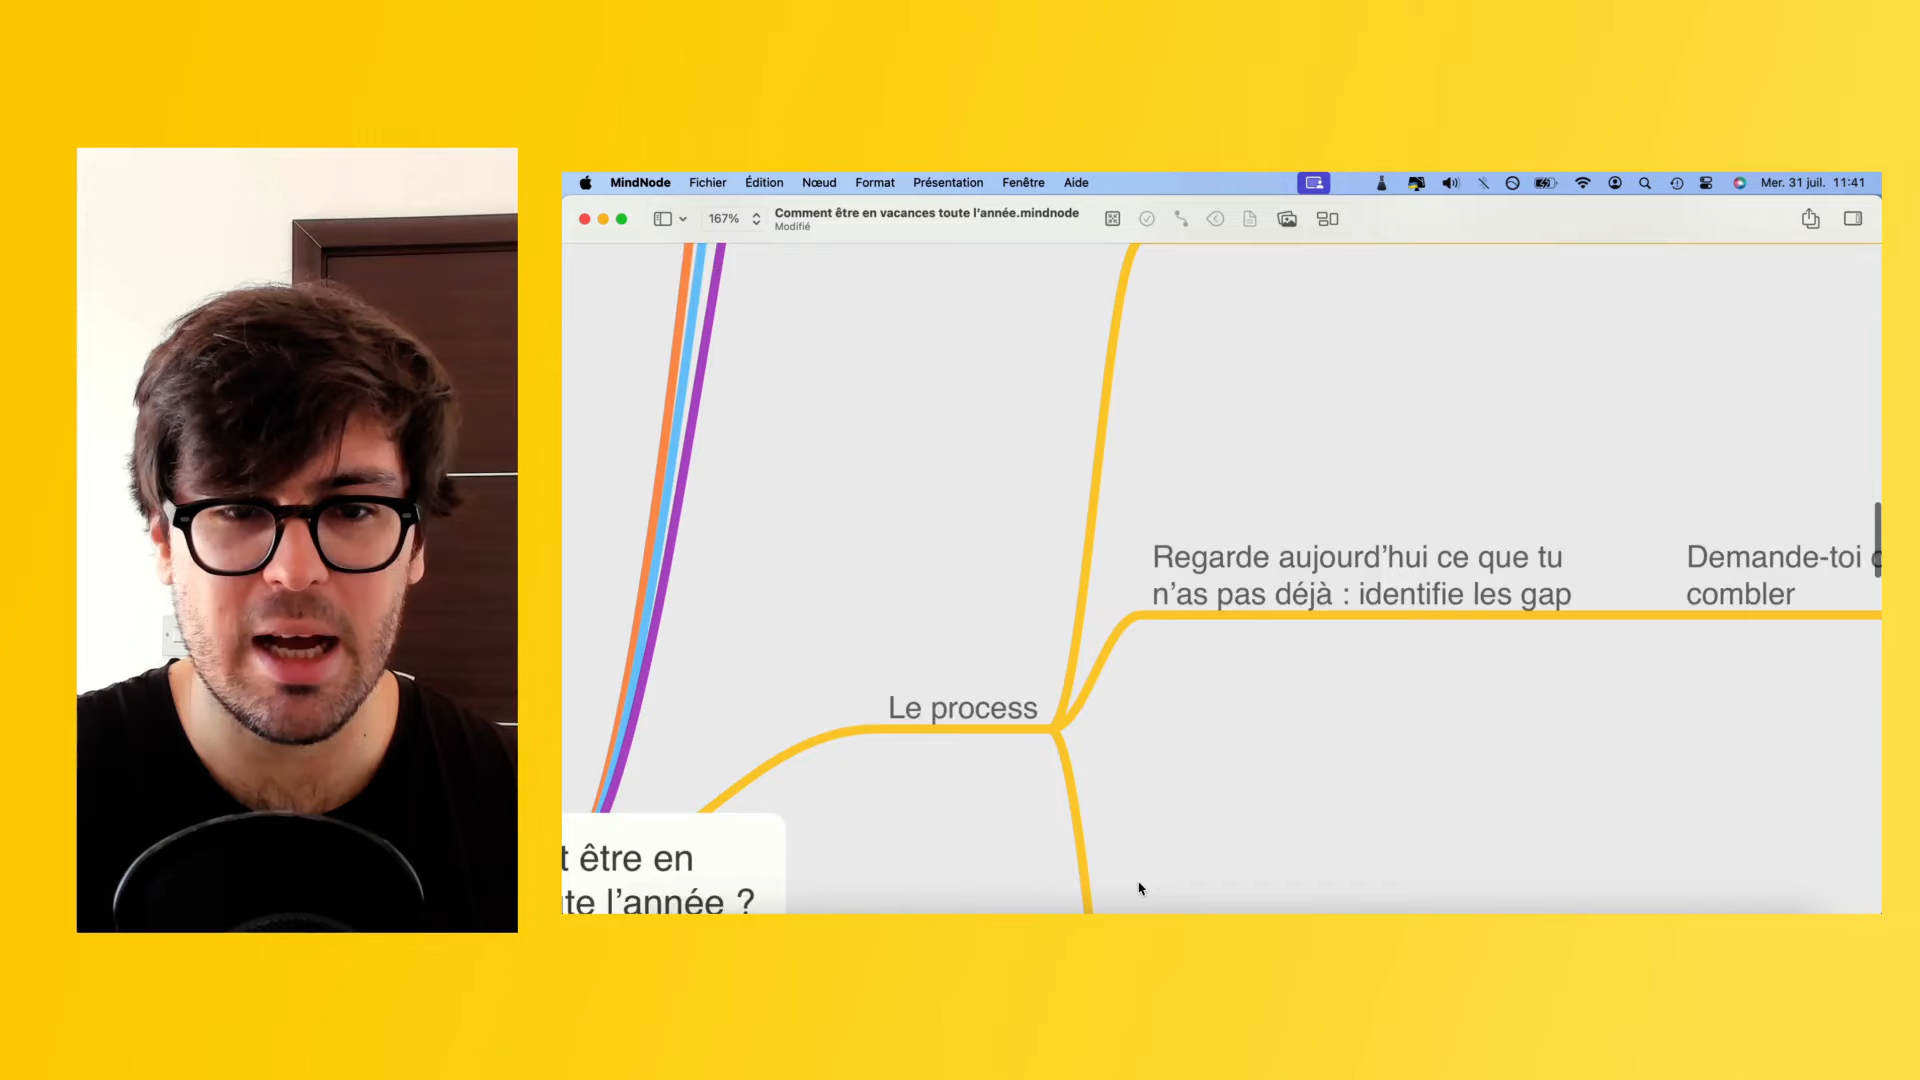 MindNode Fichier Édition Nœud Format Présentation Fenêtre Aide Mer. 31 juil. 11:41
167% Comment être en vacances toute l'année.mindnode
Modifié
Regarde aujourd'hui ce que tu
n'as pas déjà : identifie les gap
Demande-toi
combler
Le process
t être en
te l'année ?